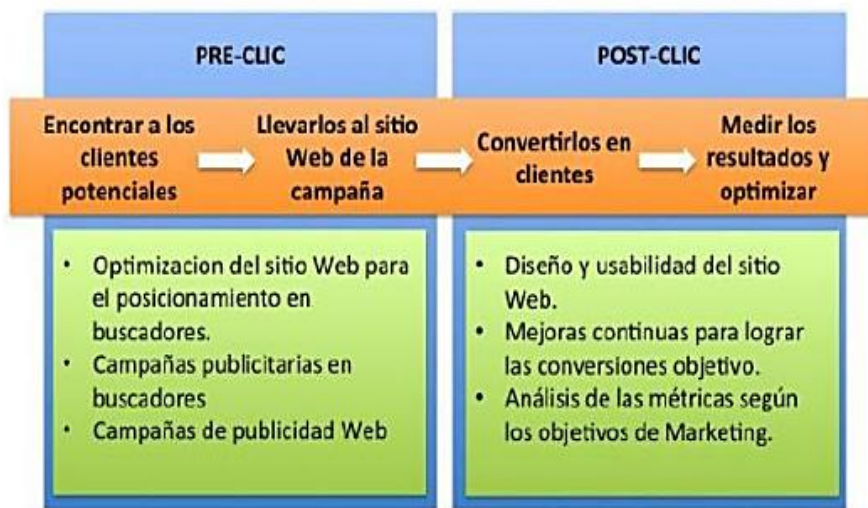 PRE-CLIC
POST-CLIC
Encontrar a los
clientes
potenciales
Llevarlos al sitio
Web de la
campaña
Convertirlos en
clientes
Medir los
resultados y
optimizar
• Optimizacion del sitio Web para
el posicionamiento en
buscadores.
• Campañas publicitarias en
buscadores
• Campañas de publicidad Web
• Diseño y usabilidad del sitio
Web.
• Mejoras continuas para lograr
las conversiones objetivo.
• Análisis de las métricas según
los objetivos de Marketing.